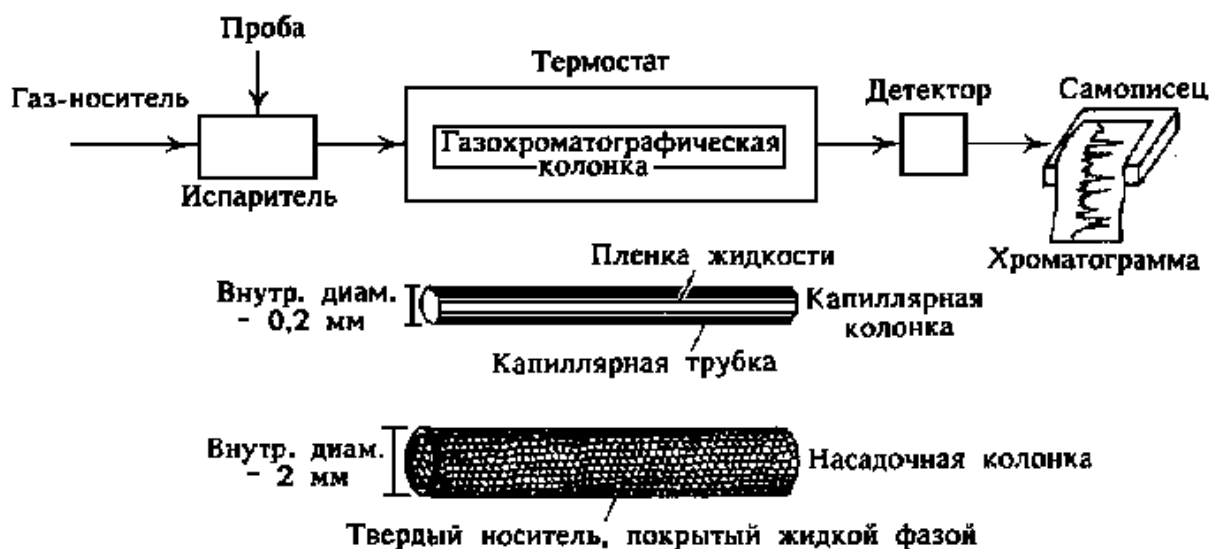 Проба
Термостат
Газ-носитель
Детектор
Самописец
Газохроматографическая
колонка
Испаритель
Хроматограмма
Пленка жидкости
Внутр. диам.
- 0,2 мм
Капиллярная
колонка
Капиллярная трубка
Внутр. диам.
- 2 мм
Насадочная колонка
Твердый носитель, покрытый жидкой фазой